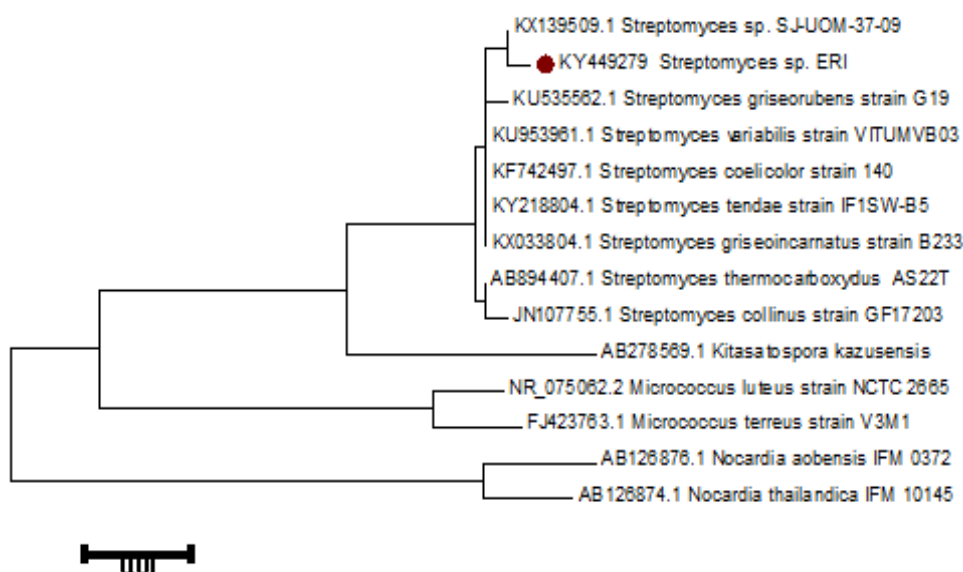 KX139509.1 Streptomyces sp. SJ-UOM-37-09
KY449279 Streptomyces sp. ERI
KU535562.1 Streptomyces griseorubens strain G19
KU953961.1 Streptomyces variabilis strain VITUMVB03
KF742497.1 Streptomyces coelicolor strain 140
KY218804.1 Streptomyces tendae strain IF1SW-B5
KX033804.1 Streptomyces griseoincarnatus strain B233
AB894407.1 Streptomyces thermocarboxydus AS22T
JN107755.1 Streptomyces collinus strain GF17203
AB278569.1 Kitasatospora kazusensis
NR_075062.2 Micrococcus luteus strain NCTC 2665
FJ423763.1 Micrococcus terreus strain V3M1
AB126876.1 Nocardia aobensis IFM 0372
AB126874.1 Nocardia thailandica IFM 10145